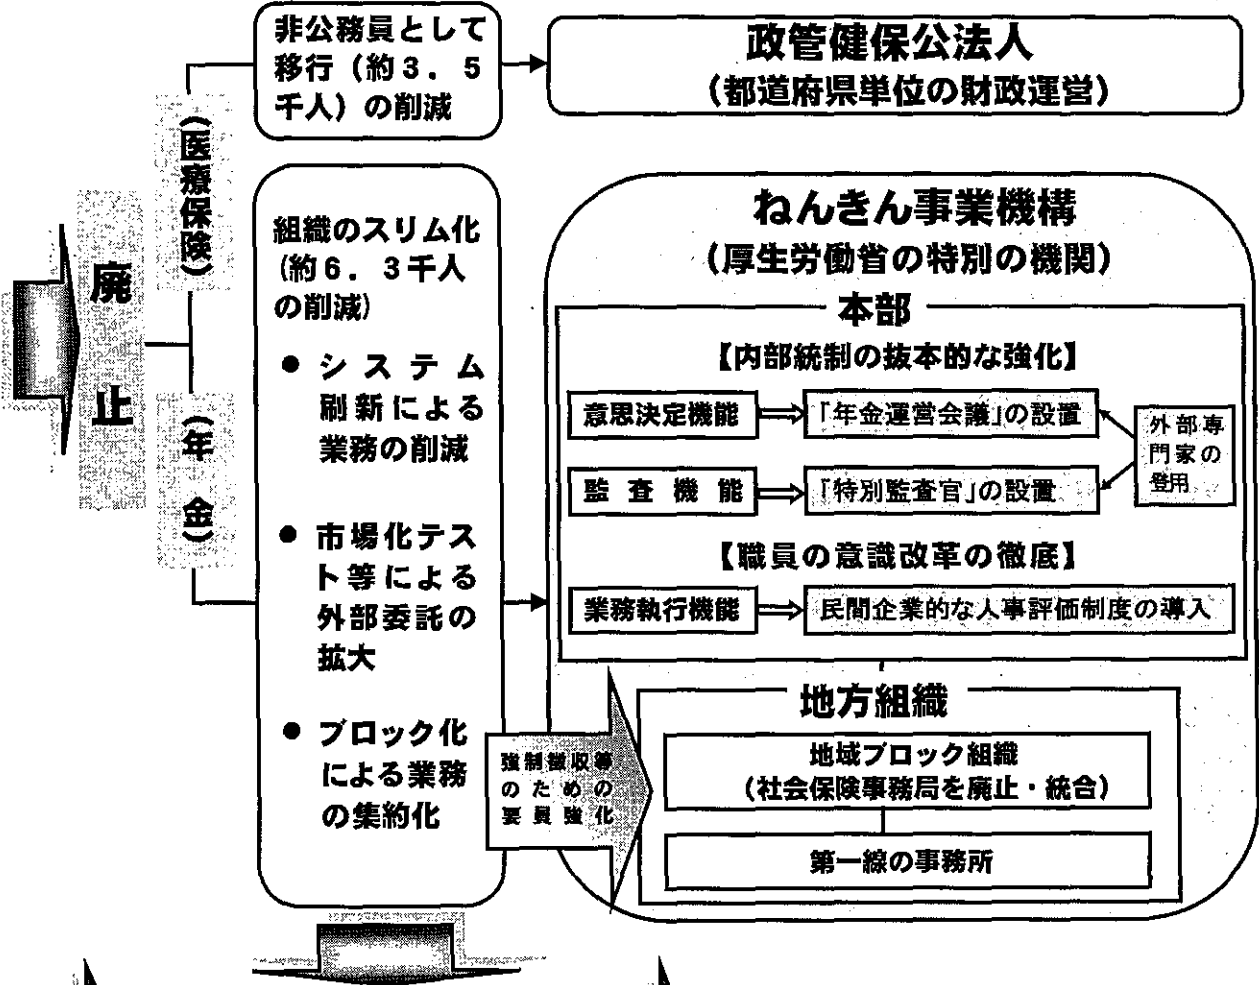 廃止
（医療保険）
（年金）
非公務員として
移行（約３．５
千人）の削減
政管健保公法人
（都道府県単位の財政運営）
組織のスリム化
（約６．３千人
の削減）
● システム
刷新による
業務の削減
● 市場化テス
ト等による
外部委託の
拡大
● ブロック化
による業務
の集約化
ねんきん事業機構
（厚生労働省の特別の機関）
本部
【内部統制の抜本的な強化】
意思決定機能
「年金運営会議」の設置
監査機能
「特別監査官」の設置
外部専
門家の
登用
【職員の意識改革の徹底】
業務執行機能
民間企業的な人事評価制度の導入
強制徴収等
のための
要員強化
地方組織
地域ブロック組織
（社会保険事務局を廃止・統合）
第一線の事務所